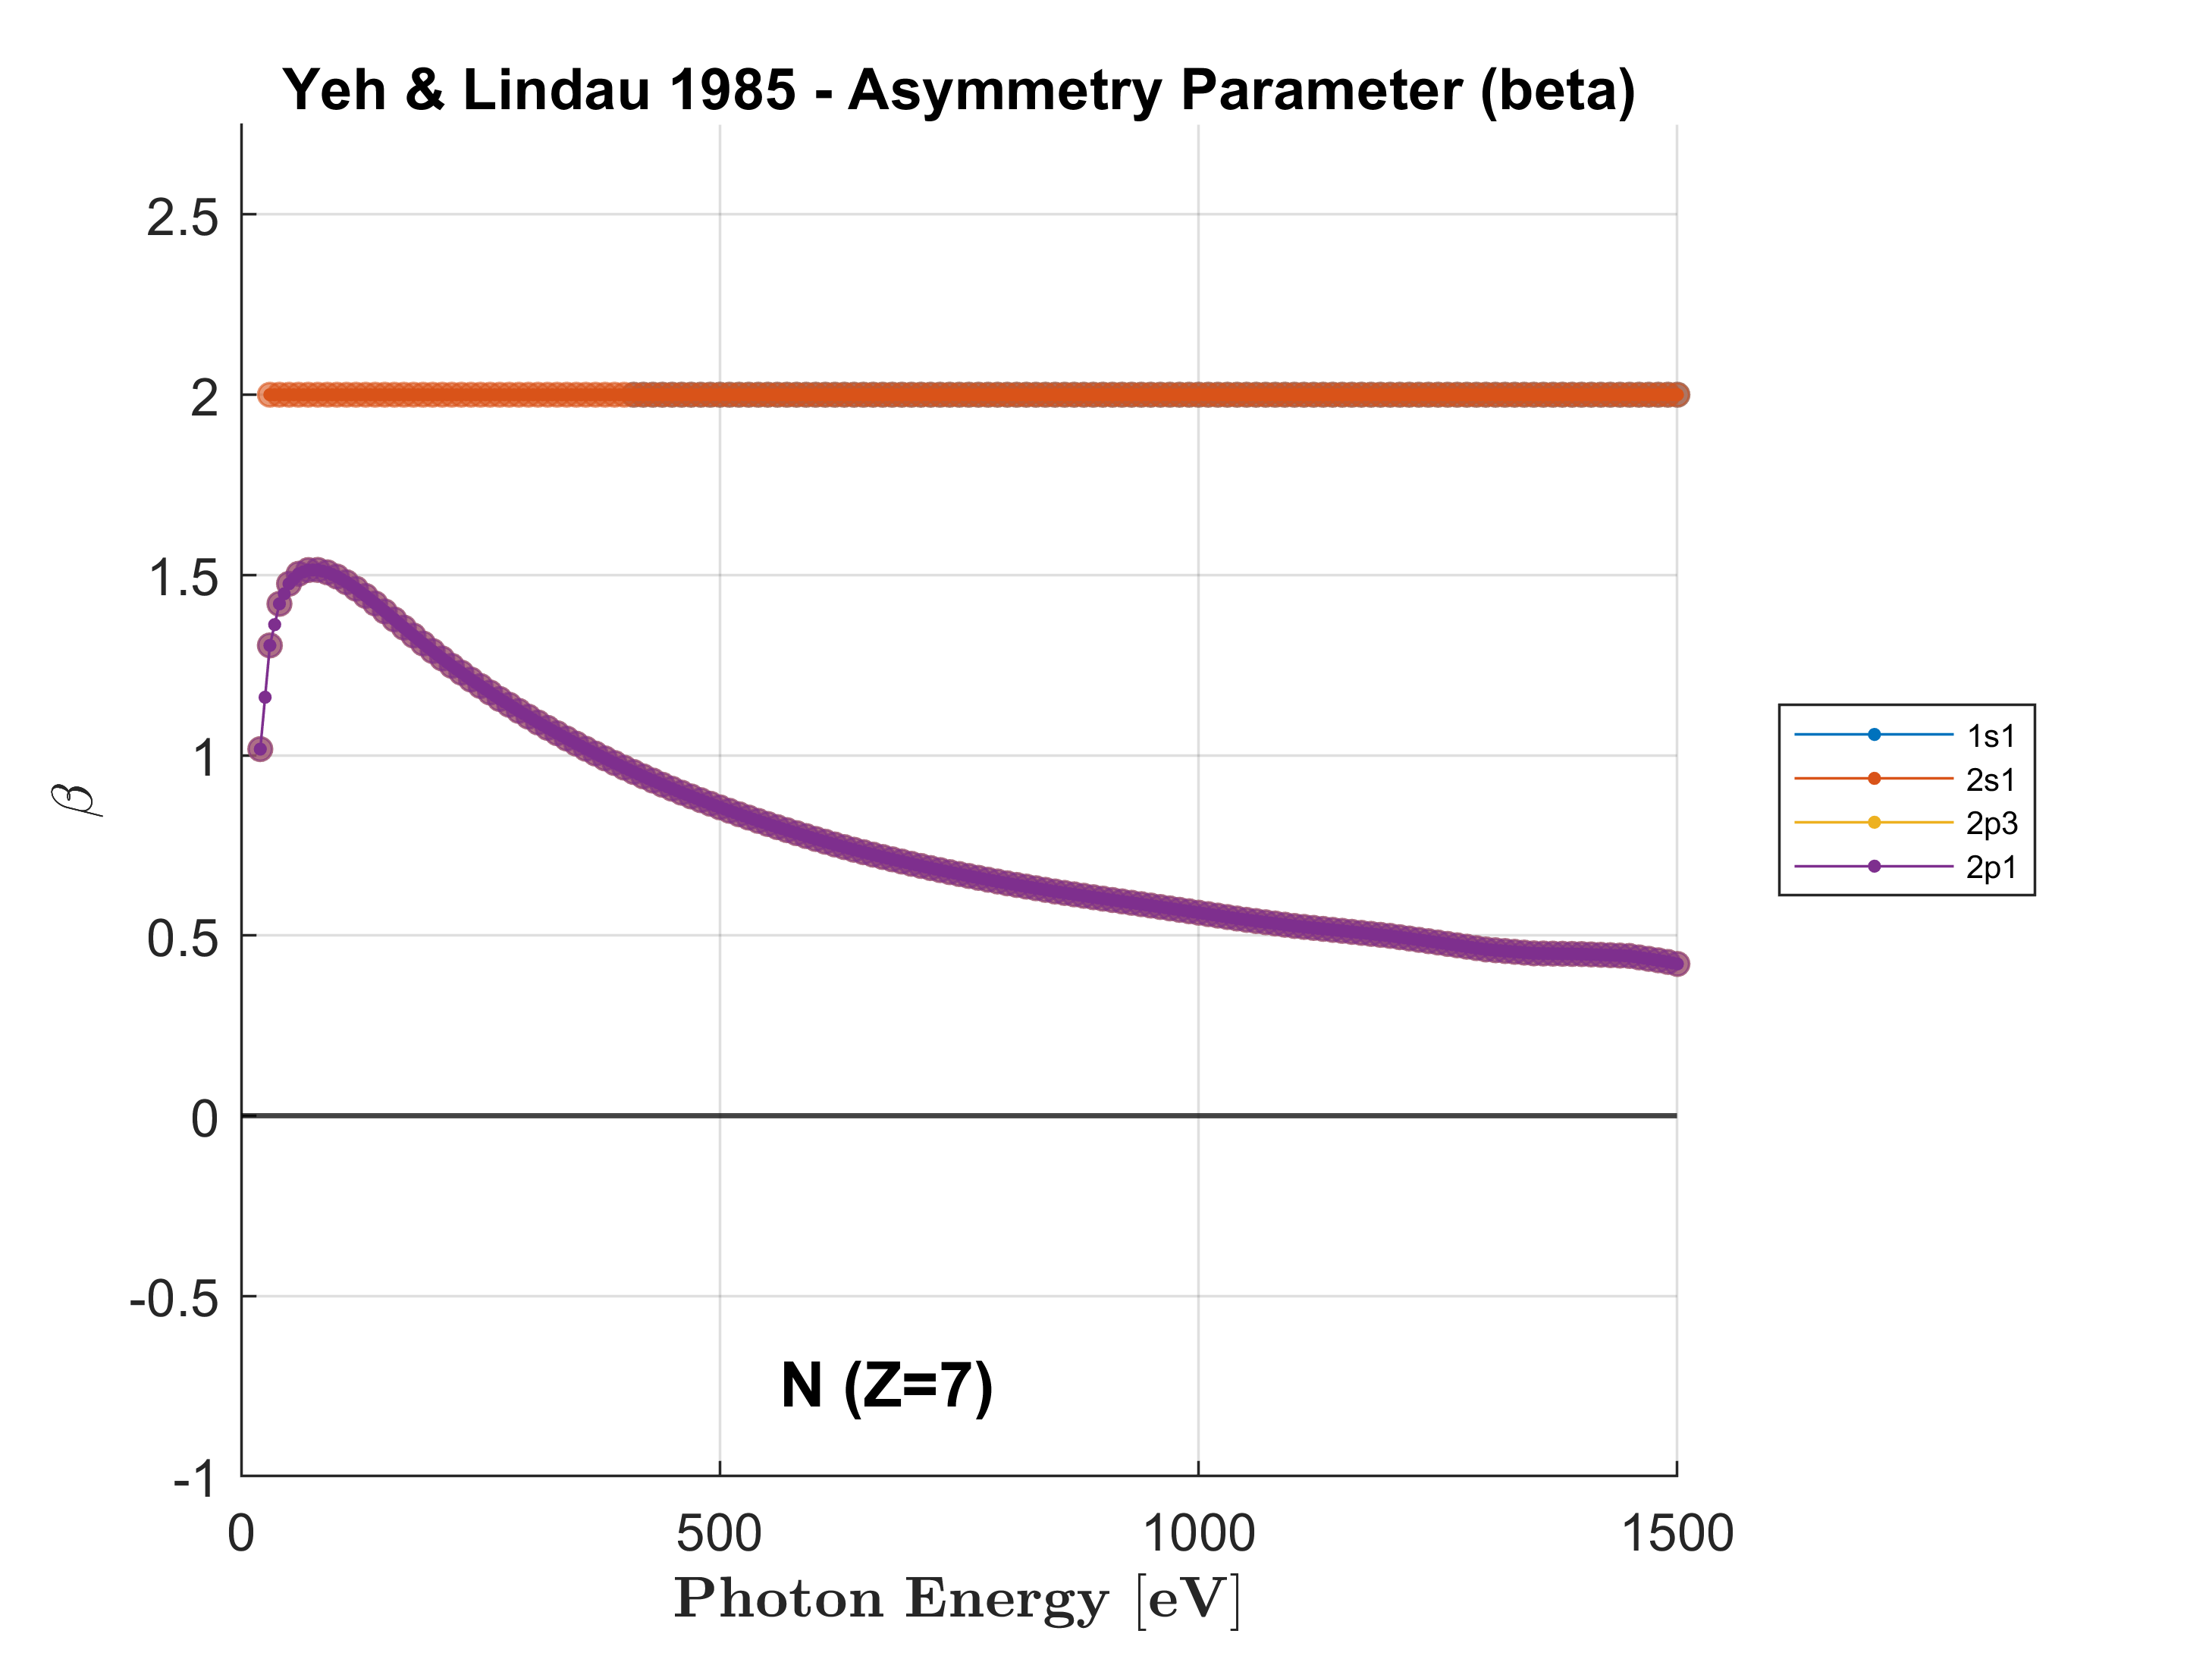 Yeh & Lindau 1985 - Asymmetry Parameter (beta)
2.5
2
1.5
1
0.5
0
-0.5
-1
β
1s1
2s1
2p3
2p1
N (Z=7)
0 500 1000 1500
Photon Energy [eV]